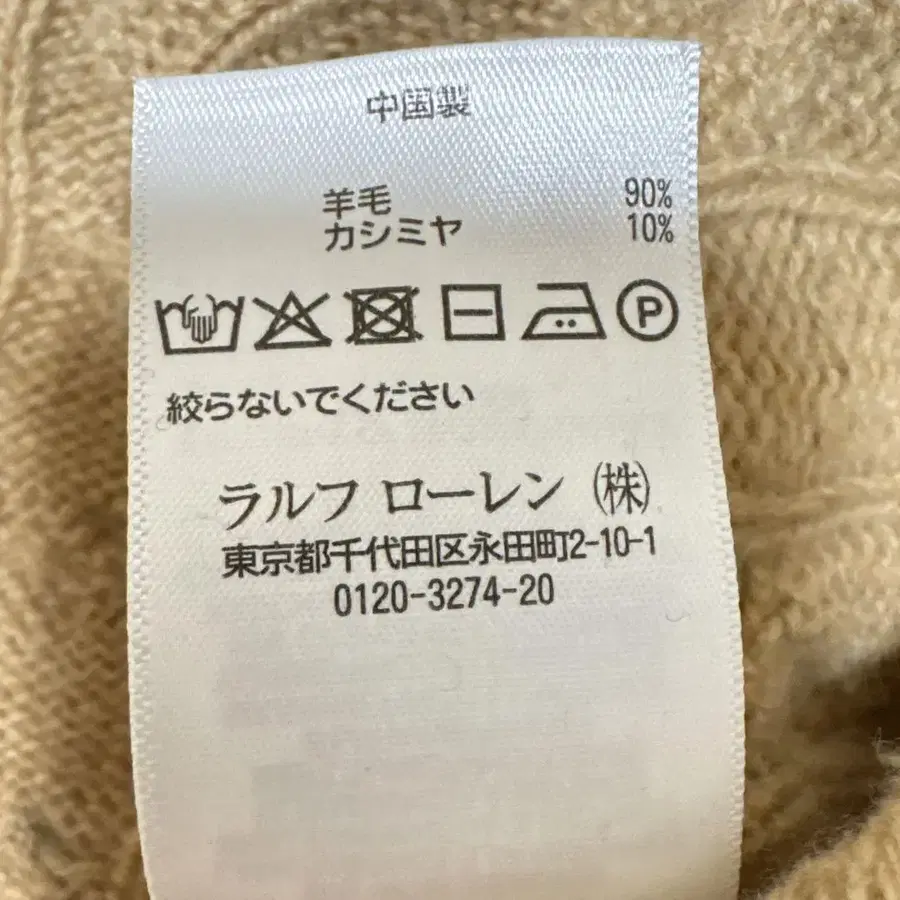 中国製
羊毛 90%
カシミヤ 10%
P
絞らないでください
ラルフ ローレン (株)
東京都千代田区永田町2-10-1
0120-3274-20